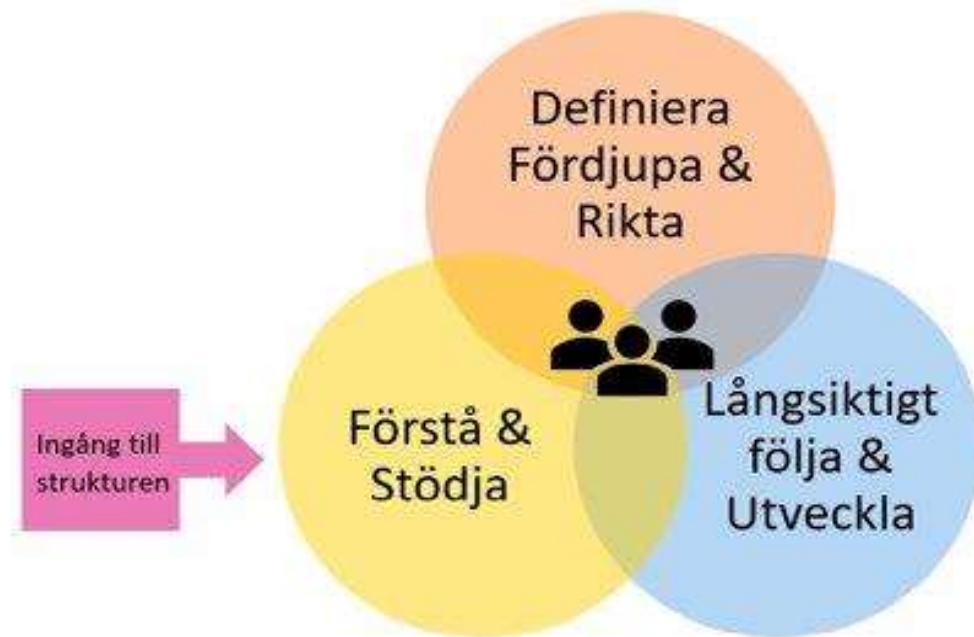 Definiera
Fördjupa &
Rikta
Ingång till
strukturen
Förstå &
Stödja
Långsiktigt
följa &
Utveckla